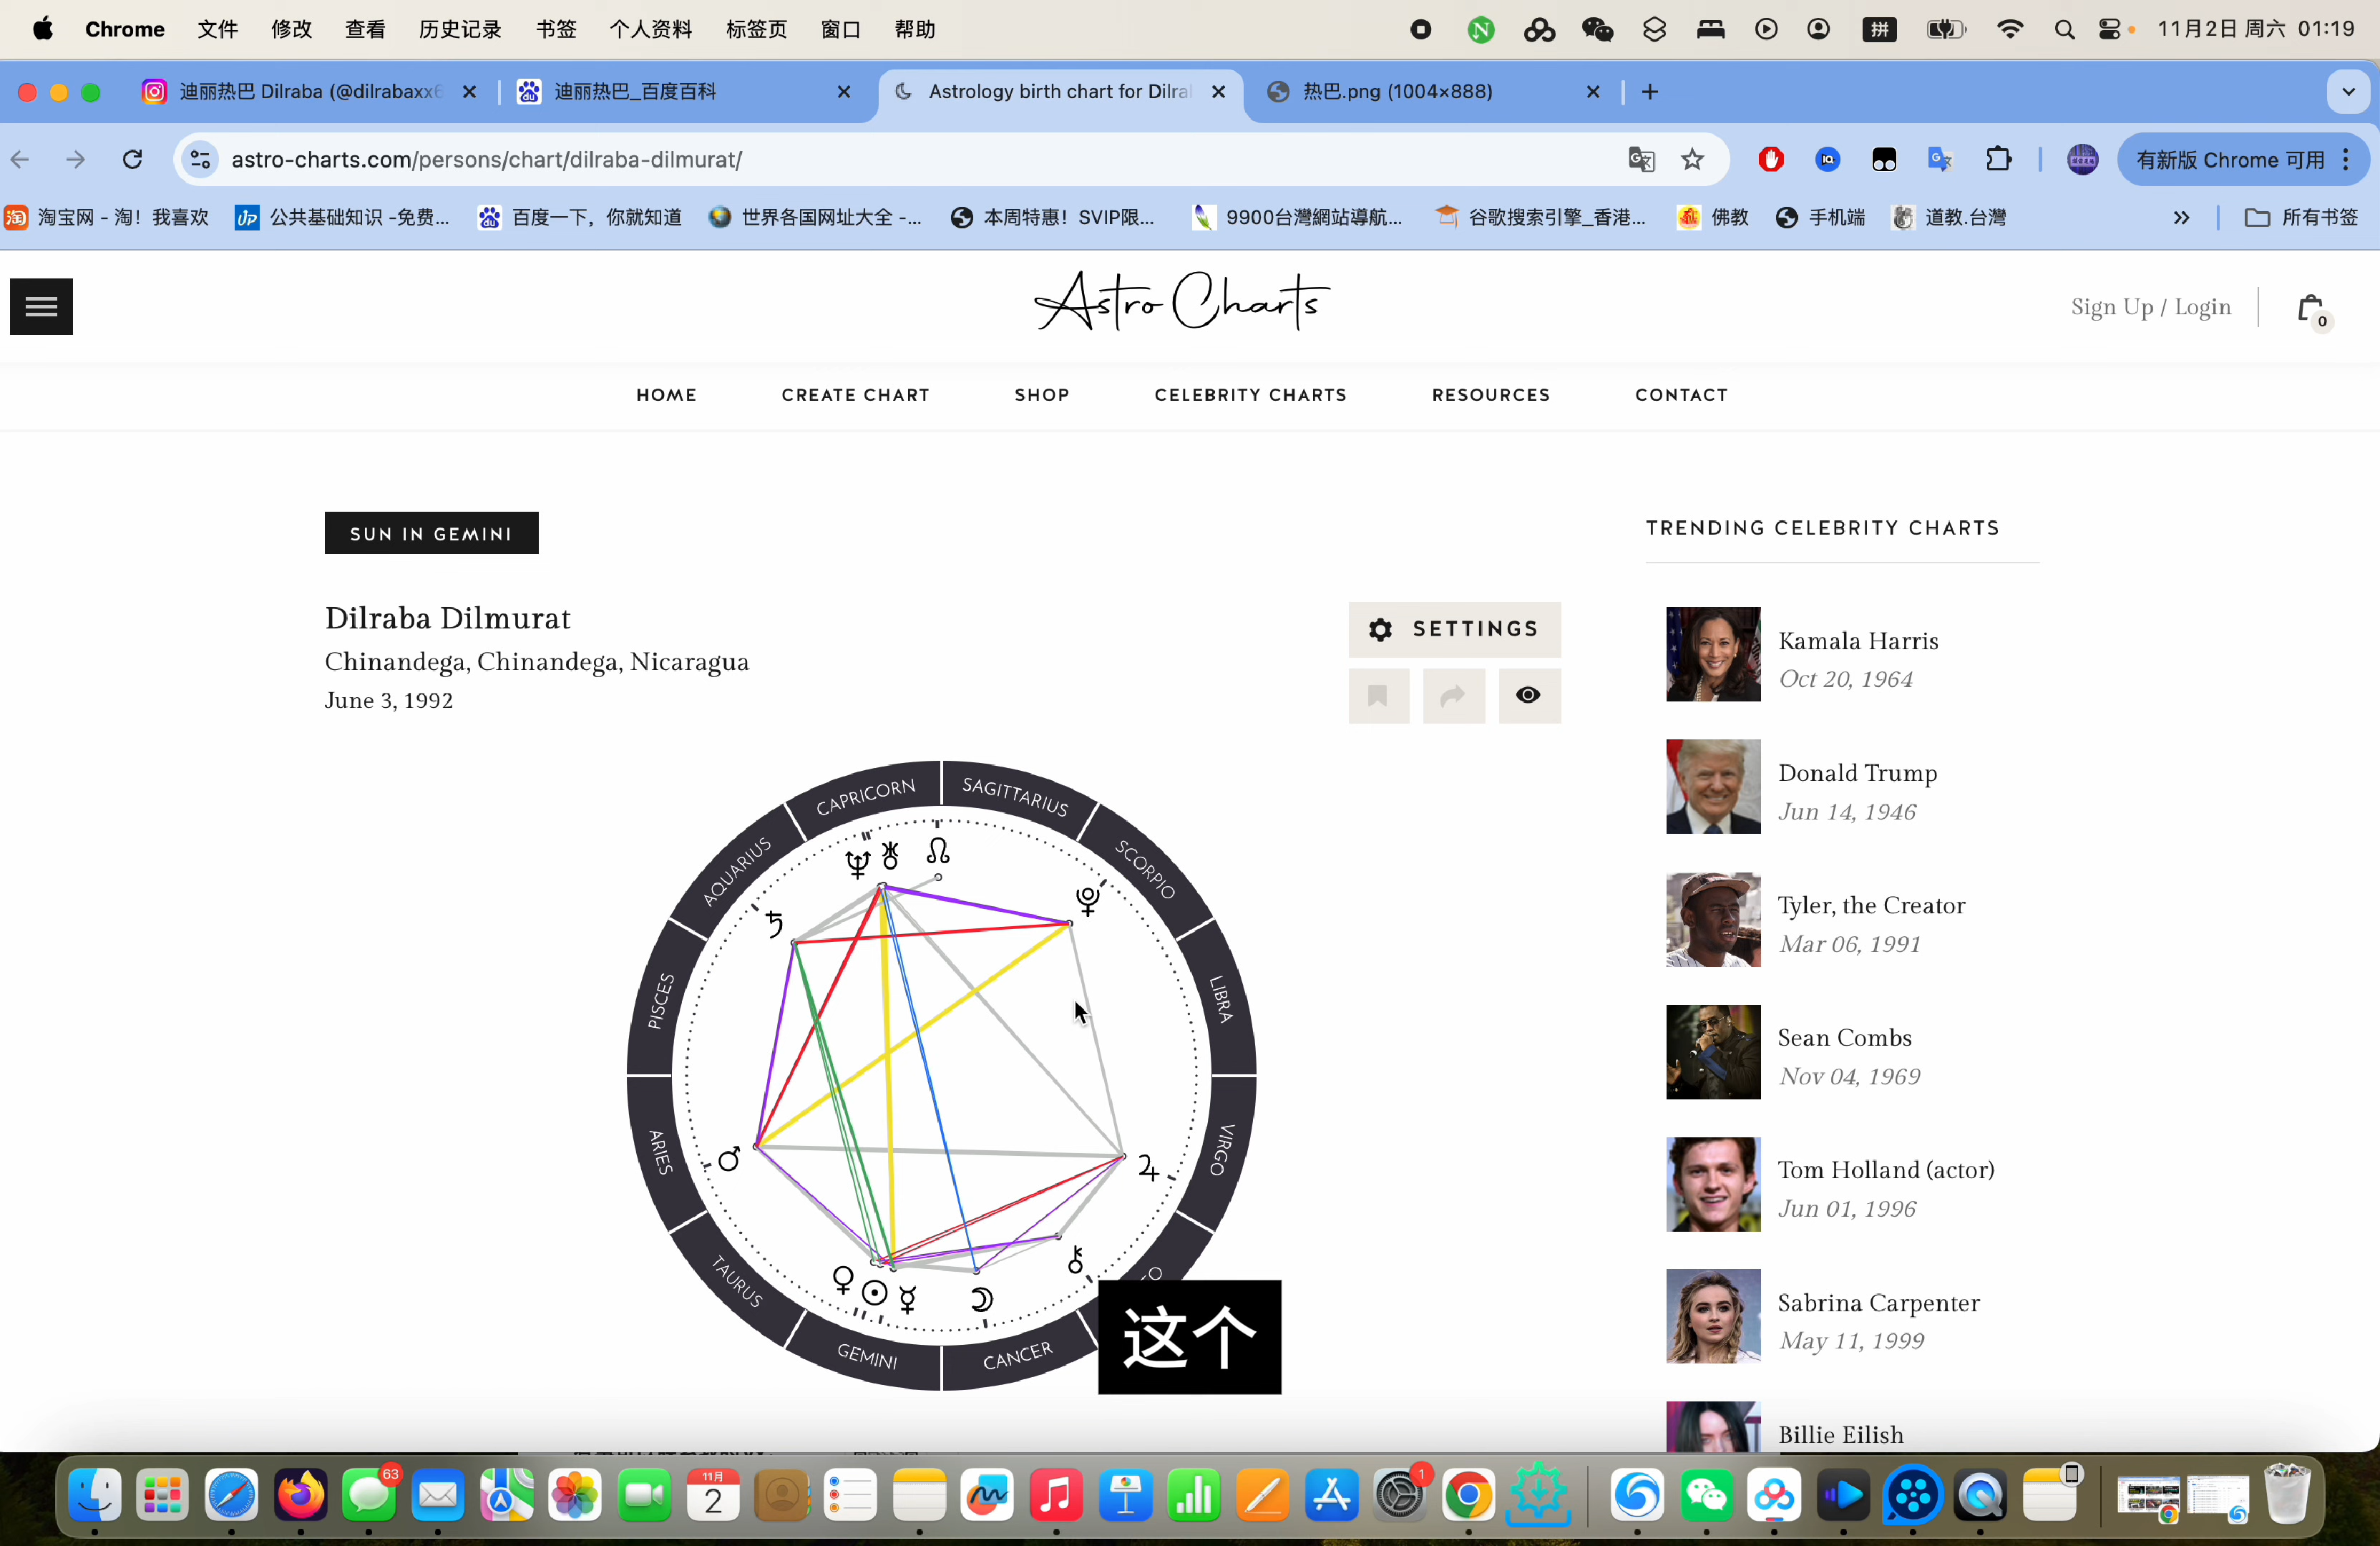 Chrome 文件 修改 查看 历史记录 书签 个人资料 标签页 窗口 帮助 拼 11月2日 周六 01:19
迪丽热巴 Dilraba (@dilrabaxx6 迪丽热巴_百度百科 Astrology birth chart for Dilra 热巴.png (1004×888)
astro-charts.com/persons/chart/dilraba-dilmurat/ 有新版 Chrome 可用
淘宝网 - 淘！我喜欢 公共基础知识 -免费... 百度一下，你就知道 世界各国网址大全 -... 本周特惠！SVIP限... 9900台灣網站導航... 谷歌搜索引擎_香港... 佛教 手机端 道教.台灣 所有书签
Astro Charts
Sign Up / Login 0
HOME CREATE CHART SHOP CELEBRITY CHARTS RESOURCES CONTACT
SUN IN GEMINI
Dilraba Dilmurat
Chinandega, Chinandega, Nicaragua
June 3, 1992
SETTINGS
CAPRICORN
SAGITTARIUS
AQUARIUS
SCORPIO
PISCES
LIBRA
ARIES
VIRGO
TAURUS
GEMINI
CANCER
这个
TRENDING CELEBRITY CHARTS
Kamala Harris
Oct 20, 1964
Donald Trump
Jun 14, 1946
Tyler, the Creator
Mar 06, 1991
Sean Combs
Nov 04, 1969
Tom Holland (actor)
Jun 01, 1996
Sabrina Carpenter
May 11, 1999
Billie Eilish
63
11月
2
1